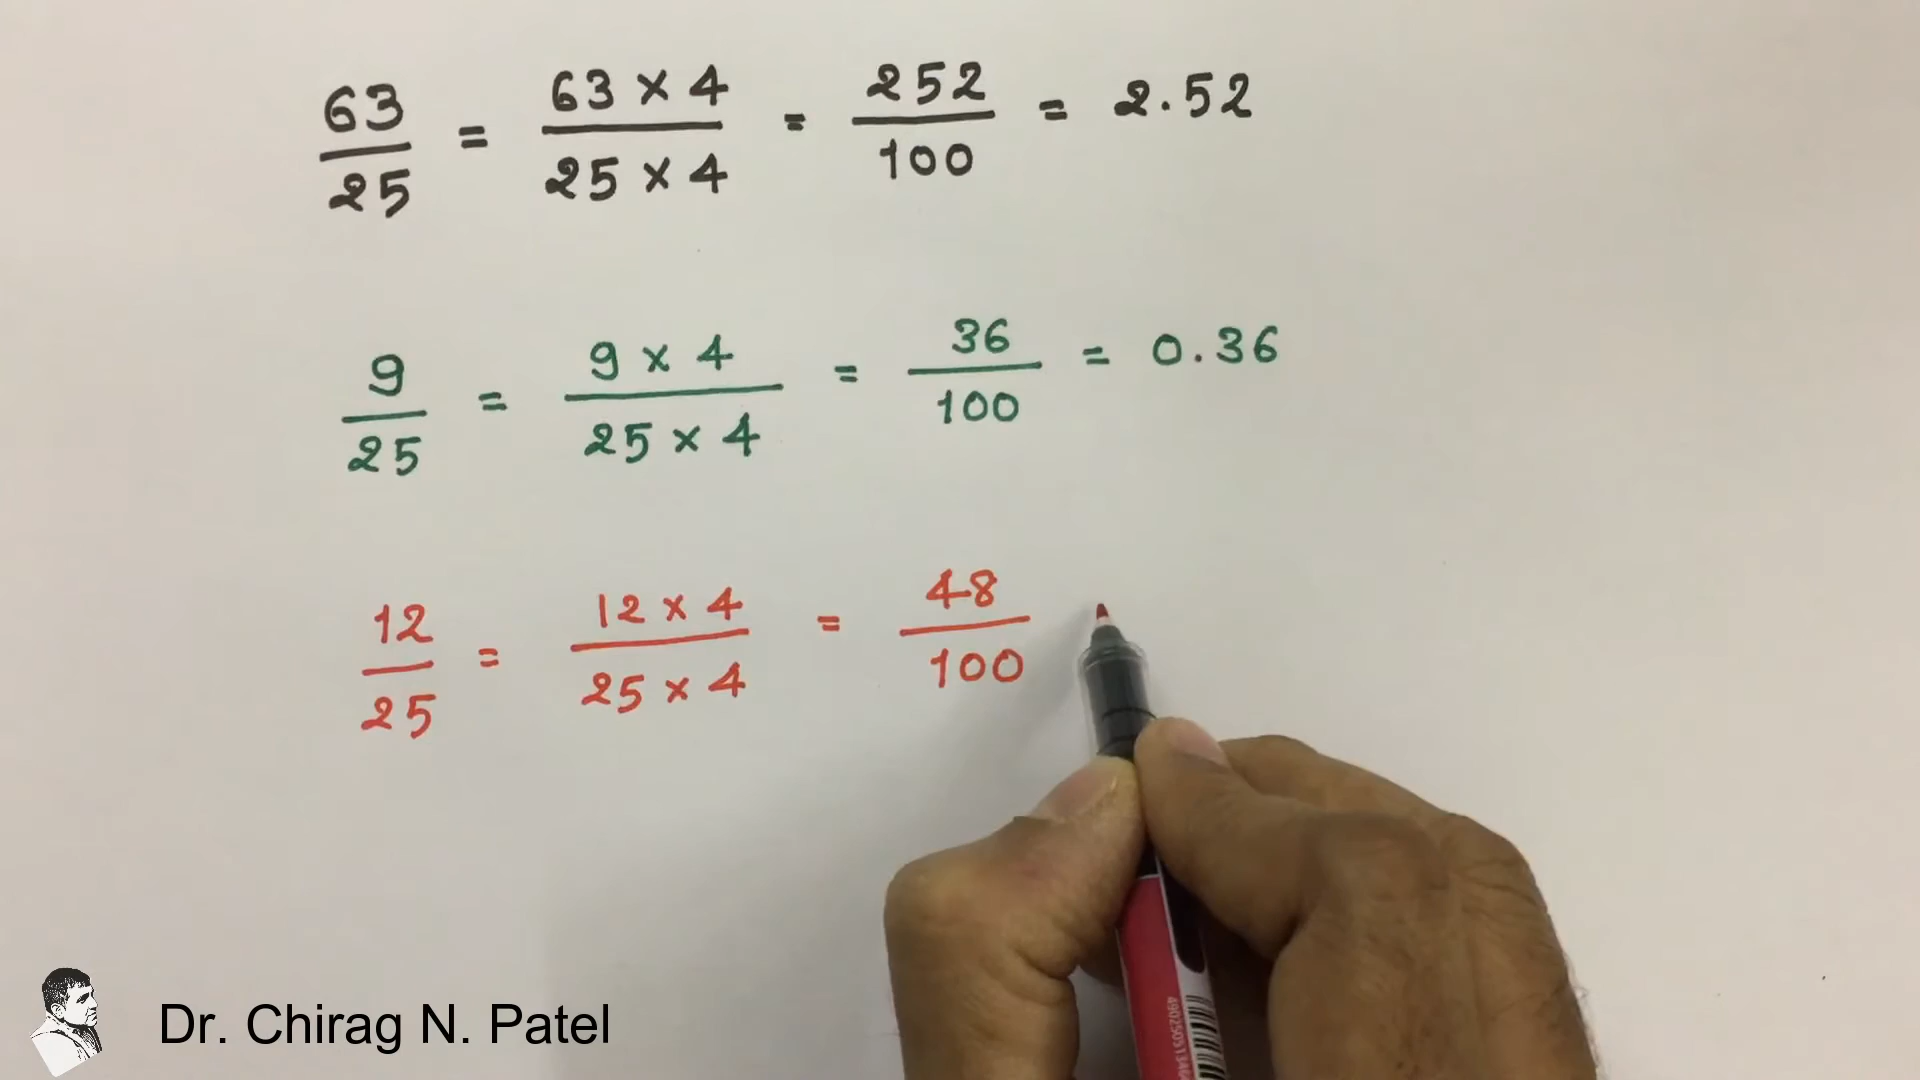 63/25 = 63 × 4/25 × 4 = 252/100 = 2.52
9/25 = 9 × 4/25 × 4 = 36/100 = 0.36
12/25 = 12 × 4/25 × 4 = 48/100
Dr. Chirag N. Patel